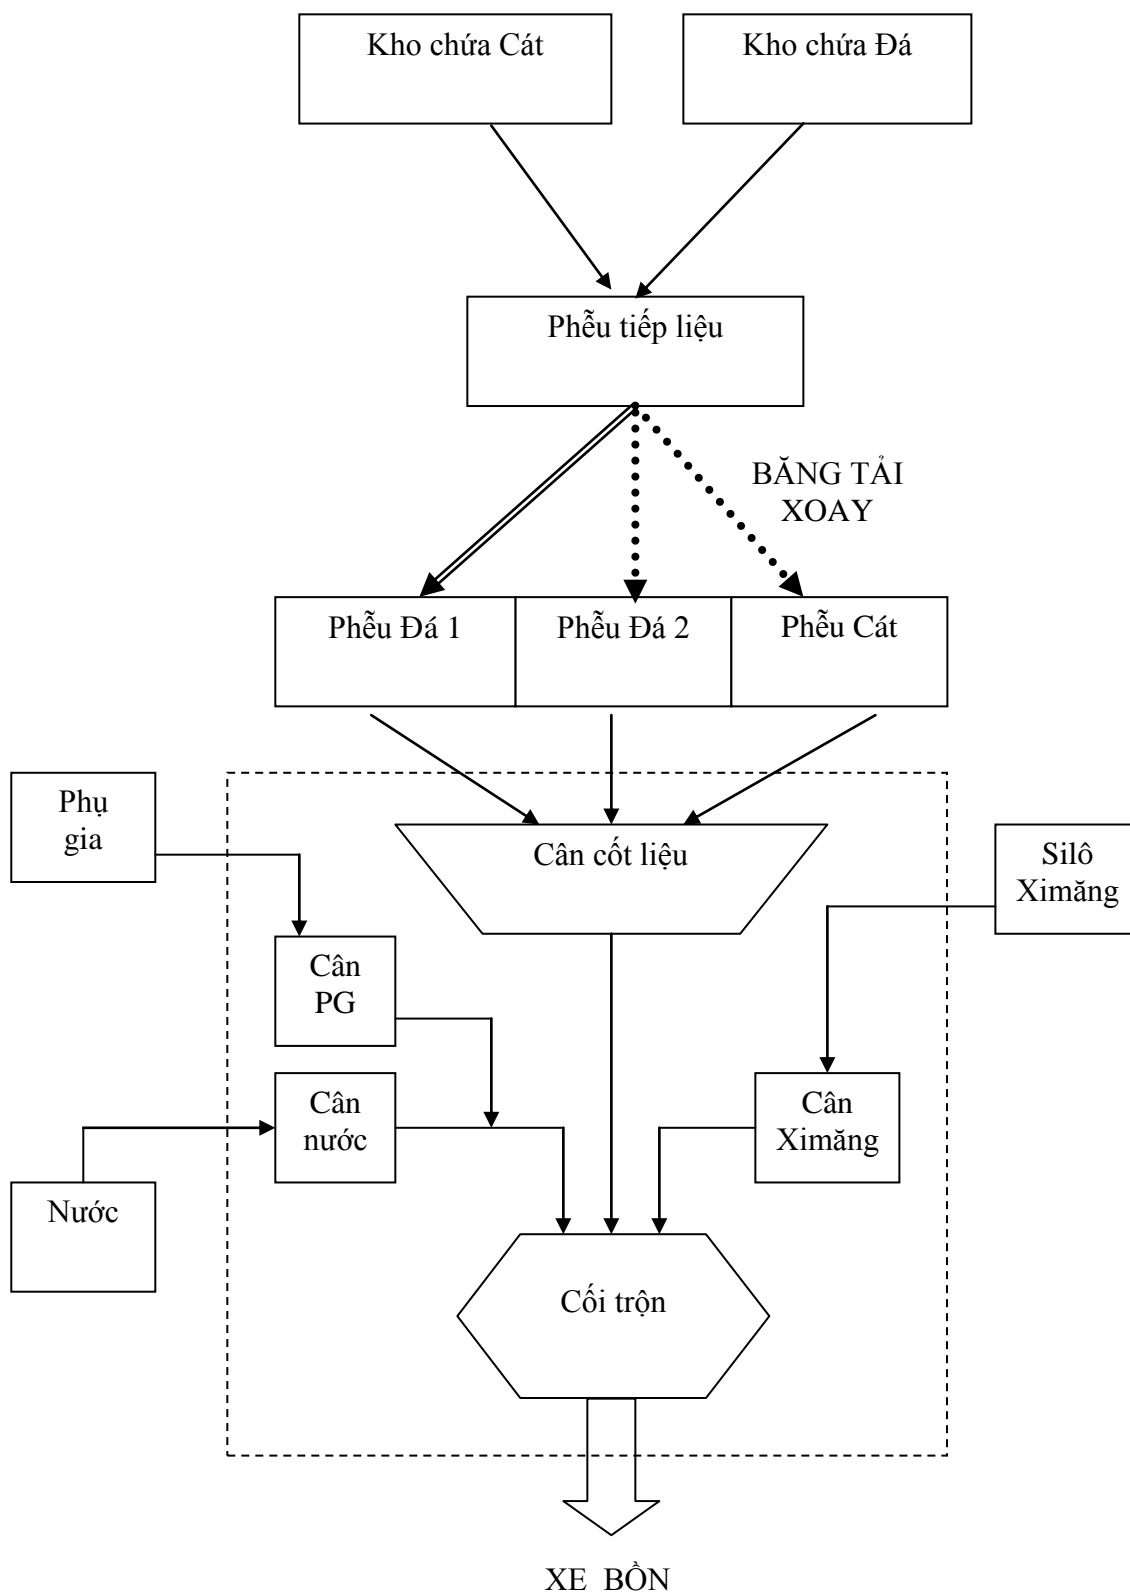 Kho chứa Cát
Kho chứa Đá
Phễu tiếp liệu
BĂNG TẢI
XOAY
Phễu Đá 1
Phễu Đá 2
Phễu Cát
Phụ
gia
Cân cốt liệu
Silô
Ximăng
Cân
PG
Cân
nước
Cân
Ximăng
Nước
Cối trộn
XE BỒN